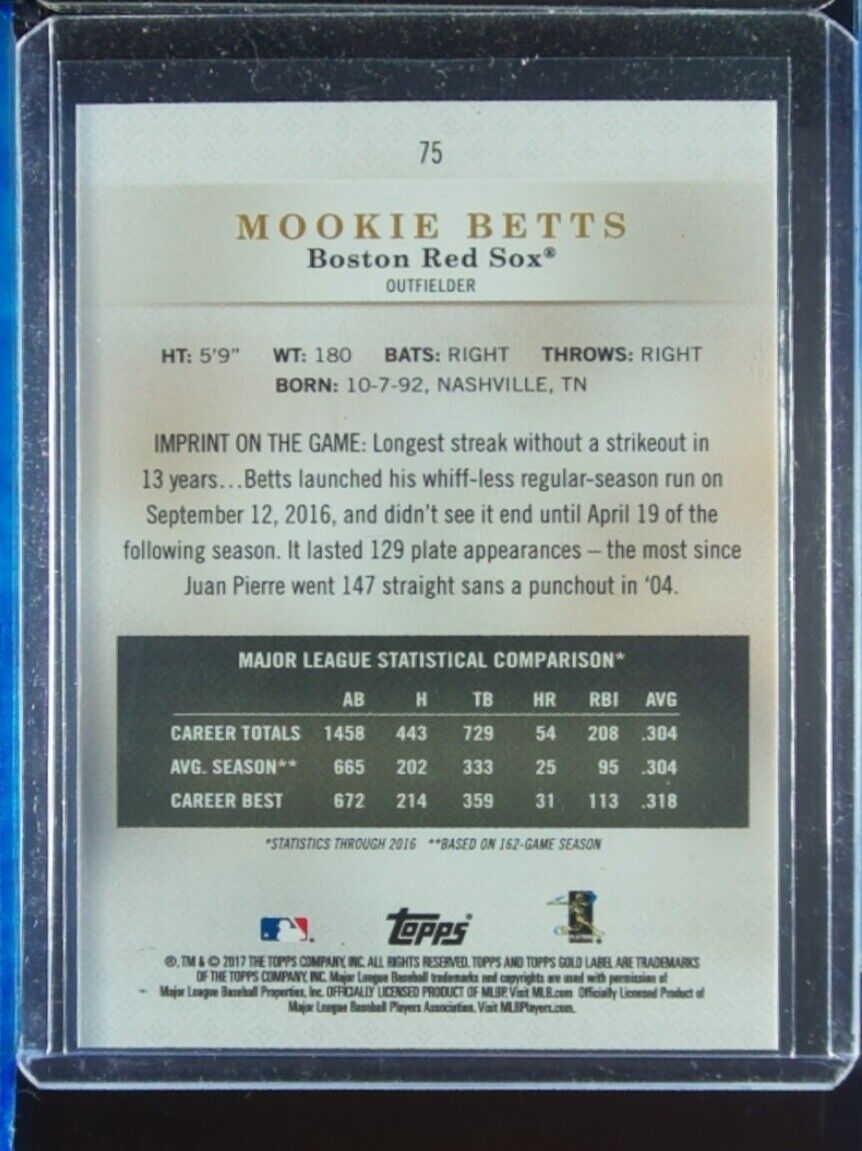 75
MOOKIE BETTS
Boston Red Sox®
OUTFIELDER
HT: 5'9" WT: 180 BATS: RIGHT THROWS: RIGHT
BORN: 10-7-92, NASHVILLE, TN
IMPRINT ON THE GAME: Longest streak without a strikeout in
13 years...Betts launched his whiff-less regular-season run on
September 12, 2016, and didn't see it end until April 19 of the
following season. It lasted 129 plate appearances – the most since
Juan Pierre went 147 straight sans a punchout in '04.
MAJOR LEAGUE STATISTICAL COMPARISON*
AB H TB HR RBI AVG
CAREER TOTALS 1458 443 729 54 208 .304
AVG. SEASON** 665 202 333 25 95 .304
CAREER BEST 672 214 359 31 113 .318
*STATISTICS THROUGH 2016 **BASED ON 162-GAME SEASON
topps®
®, TM & © 2017 THE TOPPS COMPANY, INC. ALL RIGHTS RESERVED. TOPPS AND TOPPS GOLD LABEL ARE TRADEMARKS
OF THE TOPPS COMPANY, INC. Major League Baseball trademarks and copyrights are used with permission of
Major League Baseball Properties, Inc. OFFICIALLY LICENSED PRODUCT OF MLBP. Visit MLB.com Officially Licensed Product of
Major League Baseball Players Association. Visit MLBPlayers.com.